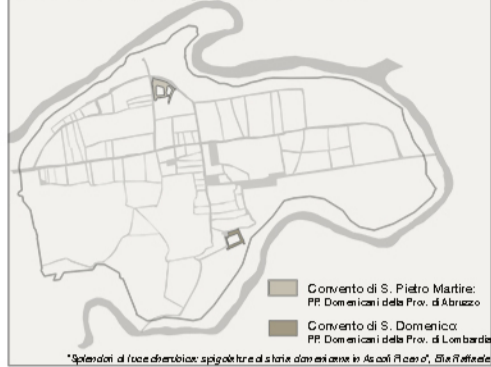 Convento di S. Pietro Martire:
PP. Domenicani della Prov. di Abruzzo
Convento di S. Domenico:
PP. Domenicani della Prov. di Lombardia
"Splendori di luce cherubica: spigolature di storia domenicana in Ascoli Piceno", Elia Raffaele